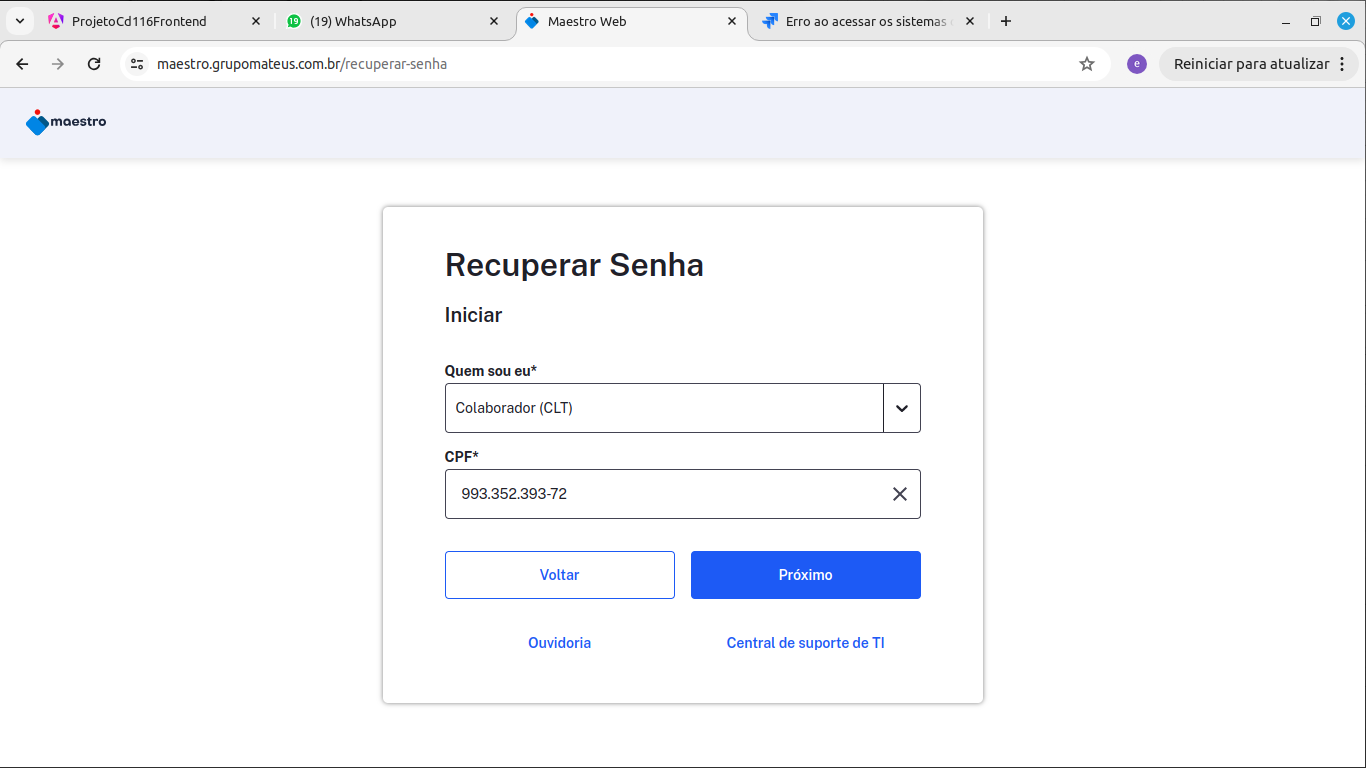 ProjetoCd116Frontend
(19) WhatsApp
Maestro Web
Erro ao acessar os sistemas
maestro.grupomateus.com.br/recuperar-senha
e
Reiniciar para atualizar
maestro
Recuperar Senha
Iniciar
Quem sou eu*
Colaborador (CLT)
CPF*
993.352.393-72
Voltar
Próximo
Ouvidoria
Central de suporte de TI